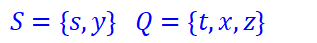 S = {s, y} Q = {t, x, z}